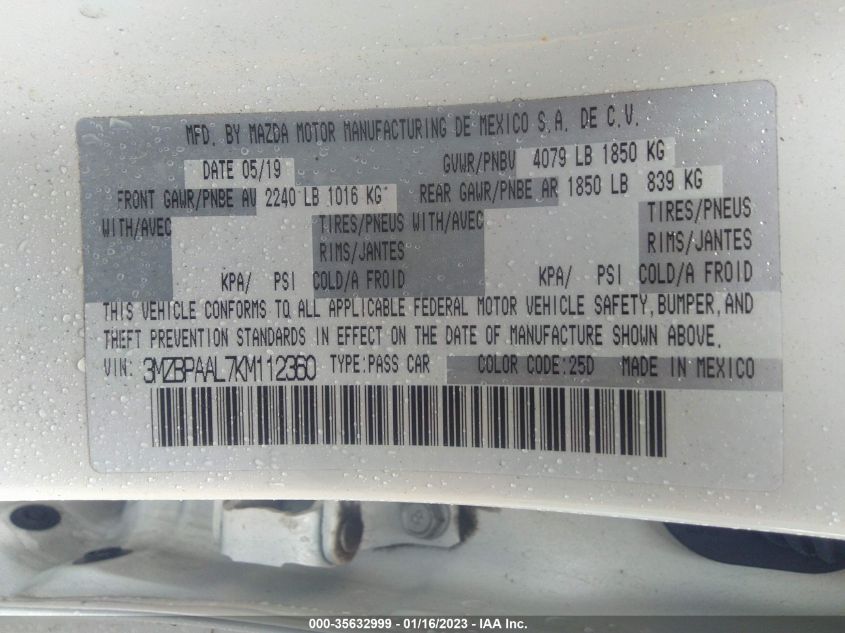 MFD. BY MAZDA MOTOR MANUFACTURING DE MEXICO S.A. DE C.V.
DATE 05/19 GVWR/PNBV 4079 LB 1850 KG
FRONT GAWR/PNBE AV 2240 LB 1016 KG REAR GAWR/PNBE AR 1850 LB 839 KG
WITH/AVEC TIRES/PNEUS WITH/AVEC TIRES/PNEUS
RIMS/JANTES RIMS/JANTES
KPA/ PSI COLD/A FROID KPA/ PSI COLD/A FROID
THIS VEHICLE CONFORMS TO ALL APPLICABLE FEDERAL MOTOR VEHICLE SAFETY, BUMPER, AND
THEFT PREVENTION STANDARDS IN EFFECT ON THE DATE OF MANUFACTURE SHOWN ABOVE.
VIN: 3MZBPAAL7KM112360 TYPE:PASS CAR COLOR CODE:25D MADE IN MEXICO
000-35632999 - 01/16/2023 - IAA Inc.